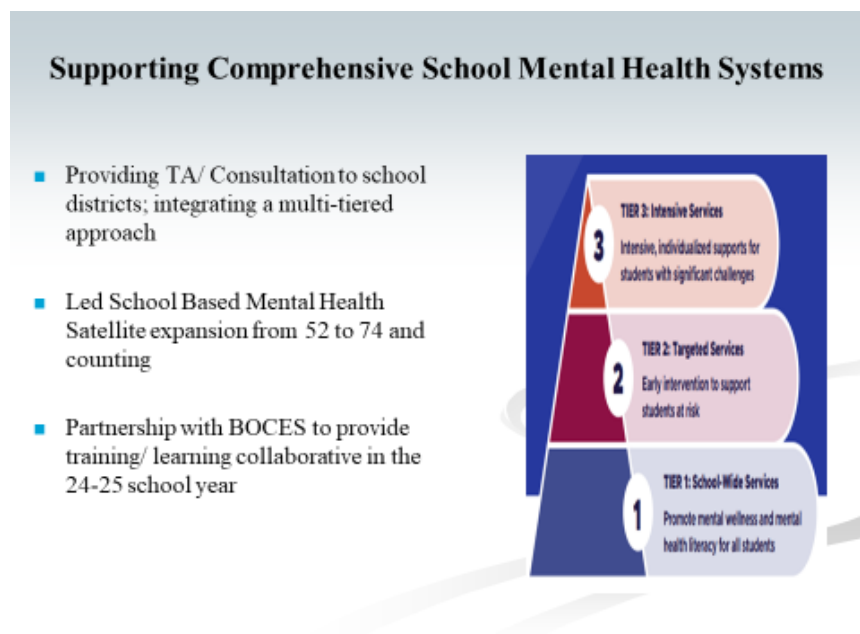 Supporting Comprehensive School Mental Health Systems
Providing TA/ Consultation to school
districts; integrating a multi-tiered
approach
Led School Based Mental Health
Satellite expansion from 52 to 74 and
counting
Partnership with BOCES to provide
training/ learning collaborative in the
24-25 school year
3
TIER 3: Intensive Services
Intensive, individualized supports for
students with significant challenges
2
TIER 2: Targeted Services
Early intervention to support
students at risk
1
TIER 1: School-Wide Services
Promote mental wellness and mental
health literacy for all students